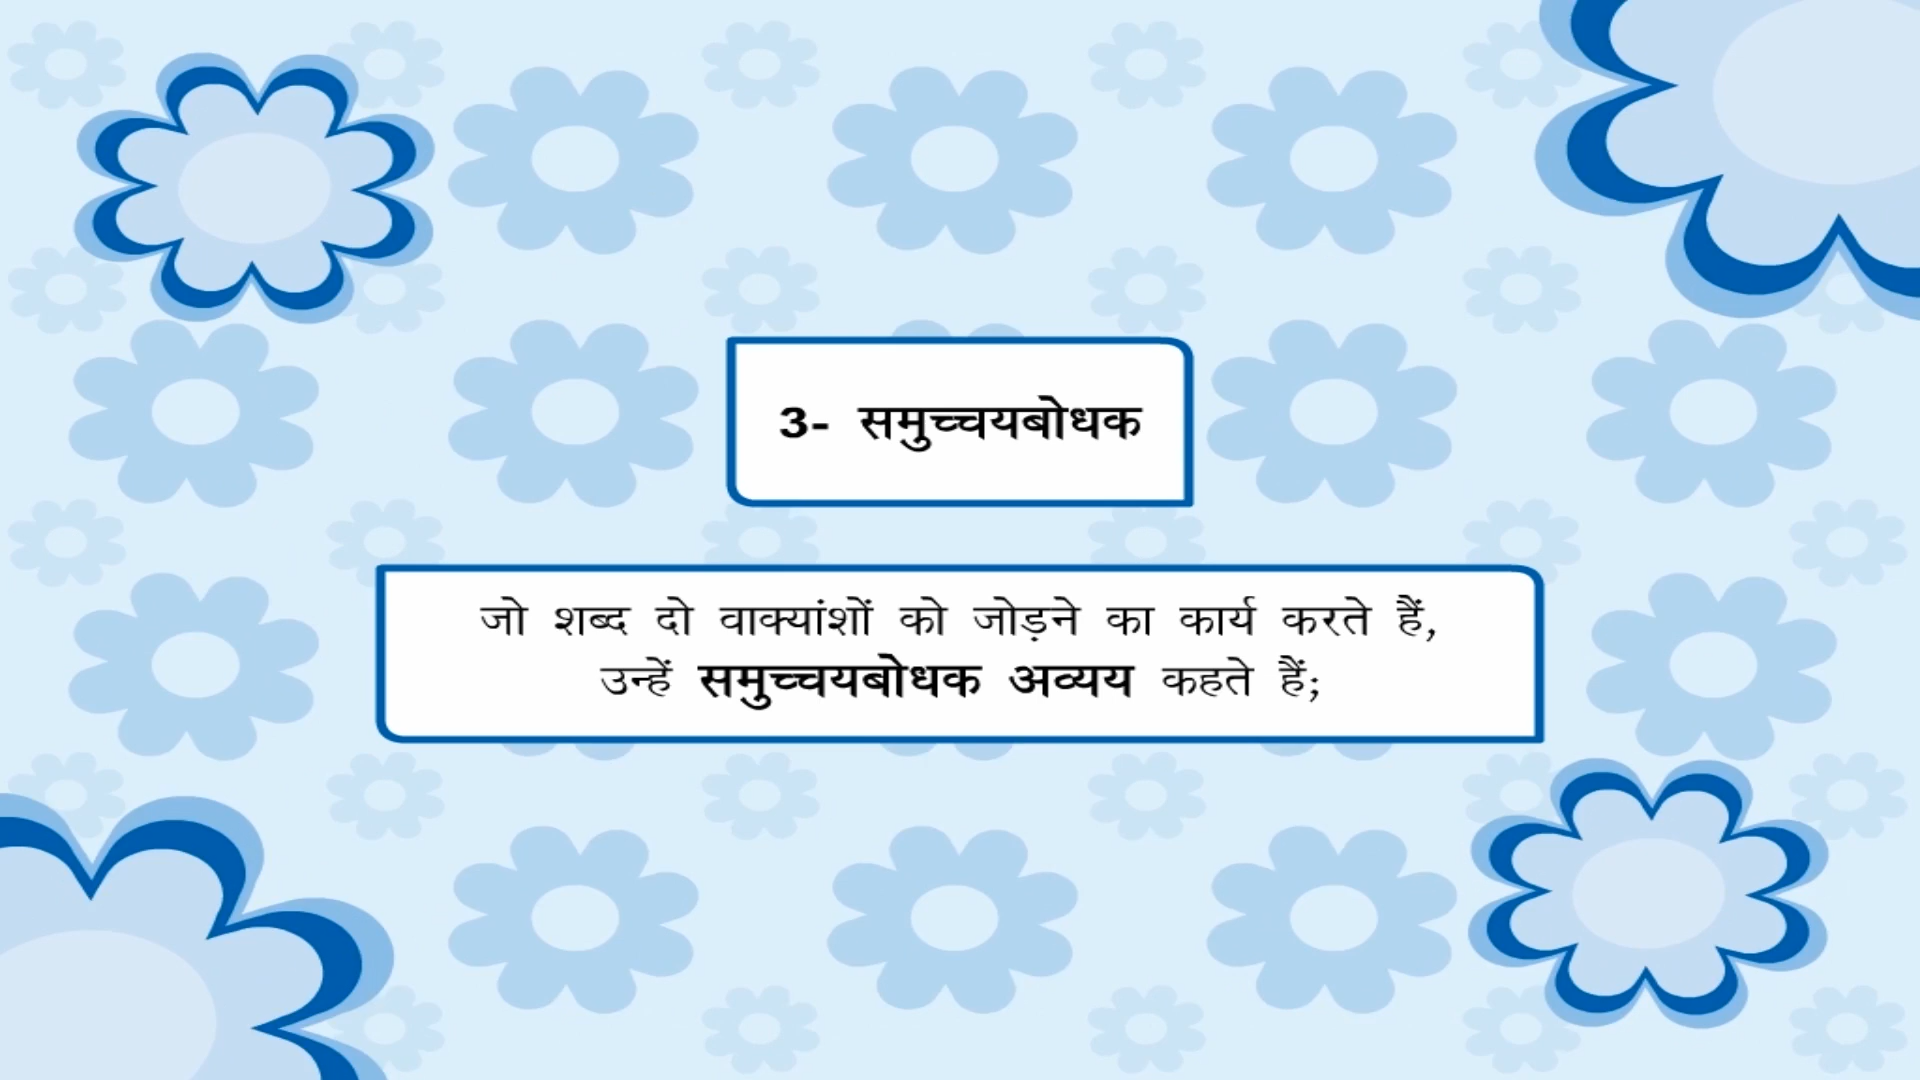 3- समुच्चयबोधक
जो शब्द दो वाक्यांशों को जोड़ने का कार्य करते हैं,
उन्हें समुच्चयबोधक अव्यय कहते हैं;